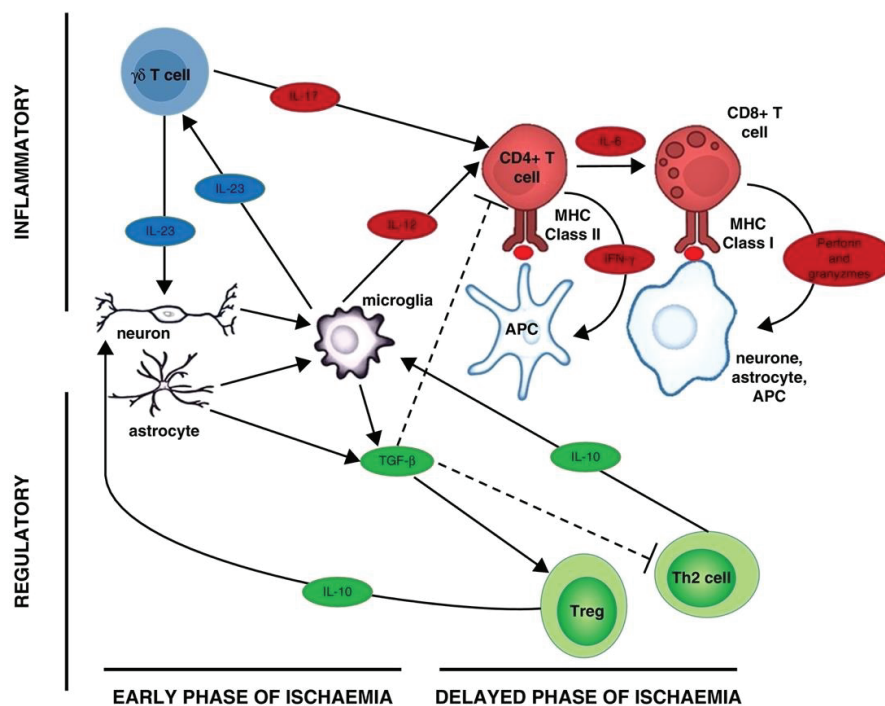 INFLAMMATORY
REGULATORY
γδ T cell
IL-17
IL-23
IL-23
IL-12
CD4+ T
cell
IL-6
CD8+ T
cell
MHC
Class II
MHC
Class I
IFN-γ
Perforin
and
granyzmes
neuron
microglia
APC
neurone,
astrocyte,
APC
astrocyte
TGF-β
IL-10
IL-10
Th2 cell
Treg
EARLY PHASE OF ISCHAEMIA
DELAYED PHASE OF ISCHAEMIA